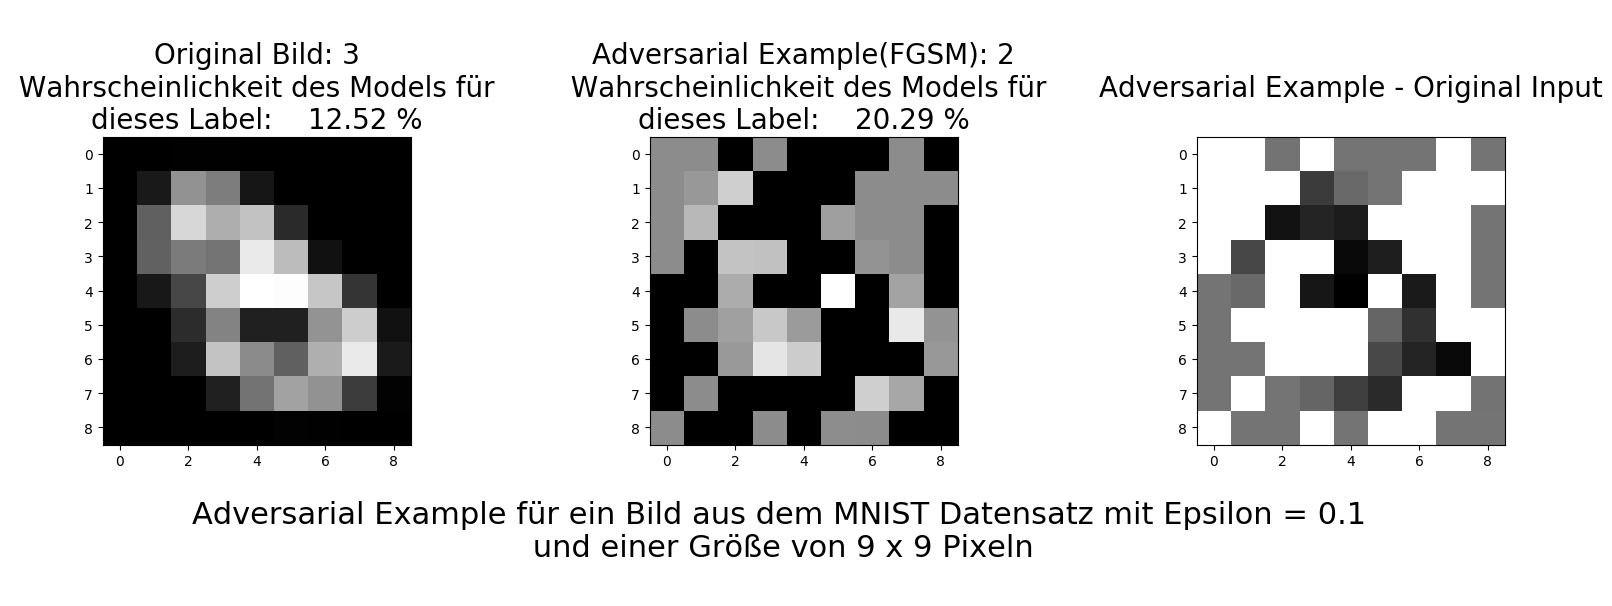 Original Bild: 3
Wahrscheinlichkeit des Models für
dieses Label: 12.52 %
0
1
2
3
4
5
6
7
8
0 2 4 6 8
Adversarial Example(FGSM): 2
Wahrscheinlichkeit des Models für
dieses Label: 20.29 %
0
1
2
3
4
5
6
7
8
0 2 4 6 8
Adversarial Example - Original Input
0
1
2
3
4
5
6
7
8
0 2 4 6 8
Adversarial Example für ein Bild aus dem MNIST Datensatz mit Epsilon = 0.1
und einer Größe von 9 x 9 Pixeln